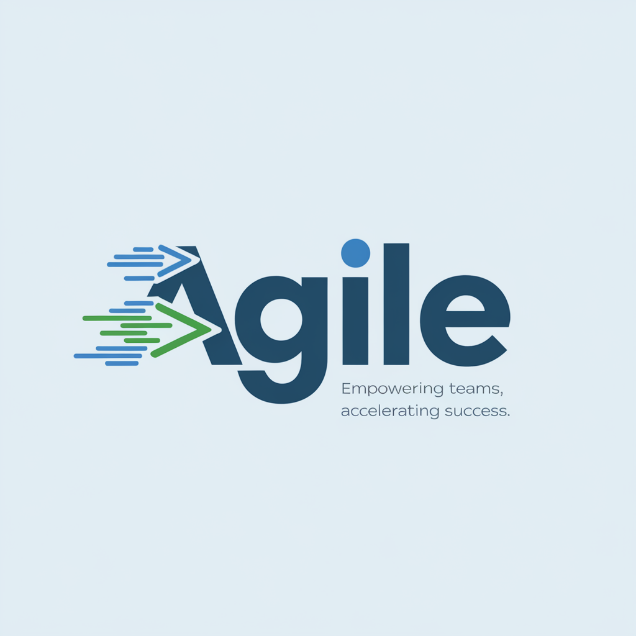 Agile
Empowering teams,
accelerating success.